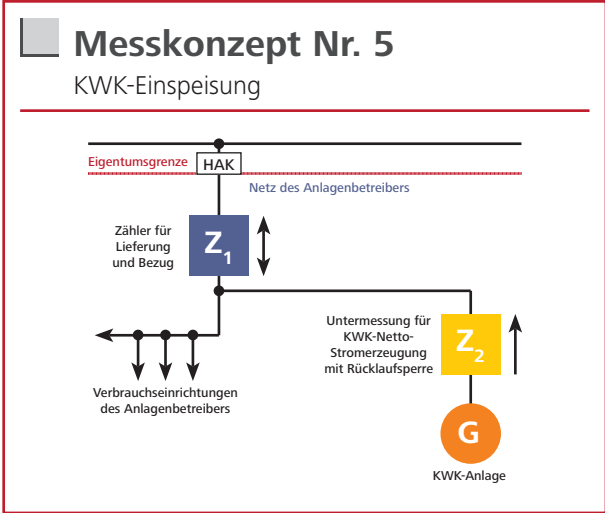 Messkonzept Nr. 5
KWK-Einspeisung
Eigentumsgrenze
HAK
Netz des Anlagenbetreibers
Zähler für
Lieferung
und Bezug
Z1
Untermessung für
KWK-Netto-
Stromerzeugung
mit Rücklaufsperre
Z2
Verbrauchseinrichtungen
des Anlagenbetreibers
G
KWK-Anlage